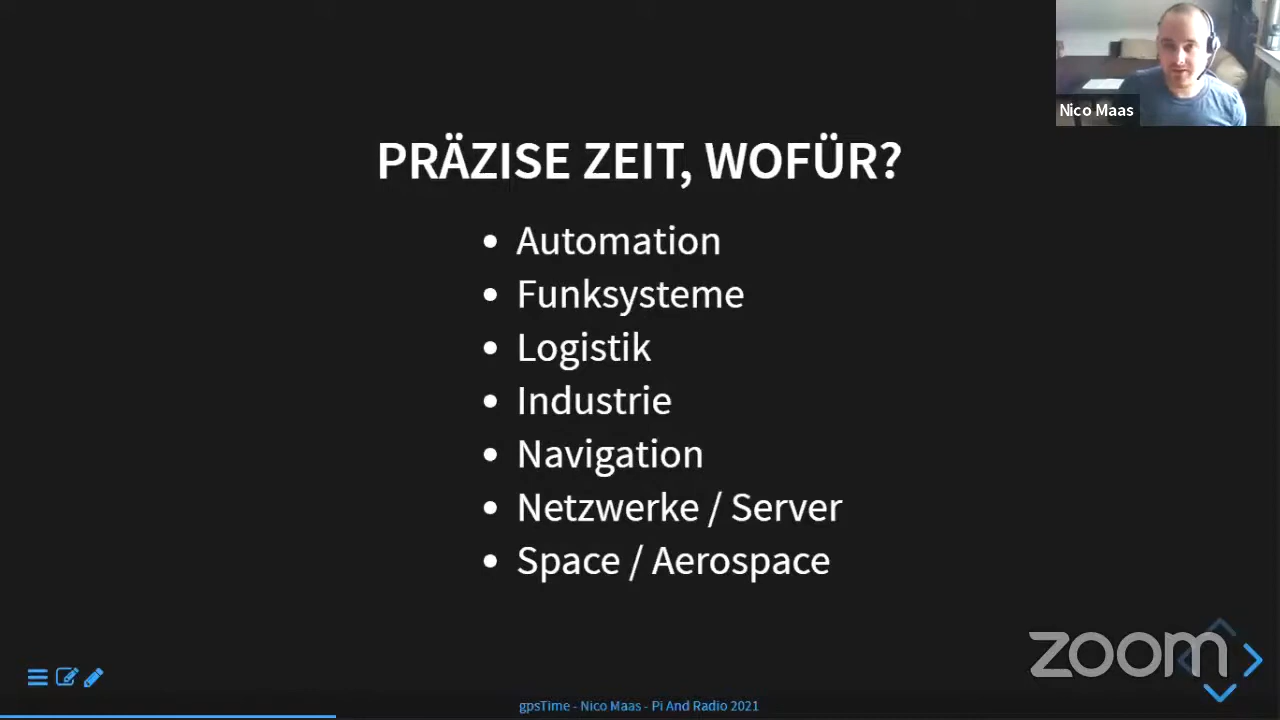 Nico Maas
PRÄZISE ZEIT, WOFÜR?
• Automation
• Funksysteme
• Logistik
• Industrie
• Navigation
• Netzwerke / Server
• Space / Aerospace
zoom
gpsTime - Nico Maas - Pi And Radio 2021